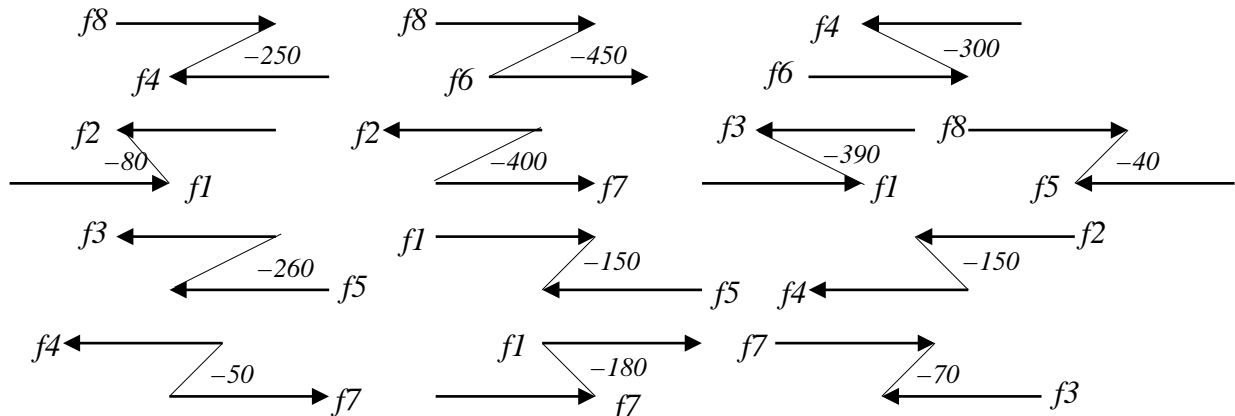 f8 f8 f4
–250 –450 –300
f4 f6 f6
f2 f2 f3 f8
–80 –400 –390 –40
f1 f7 f1 f5
f3 f1 f2
–260 –150 –150
f5 f5 f4
f4 f1 f7
–50 –180 –70
f7 f7 f3